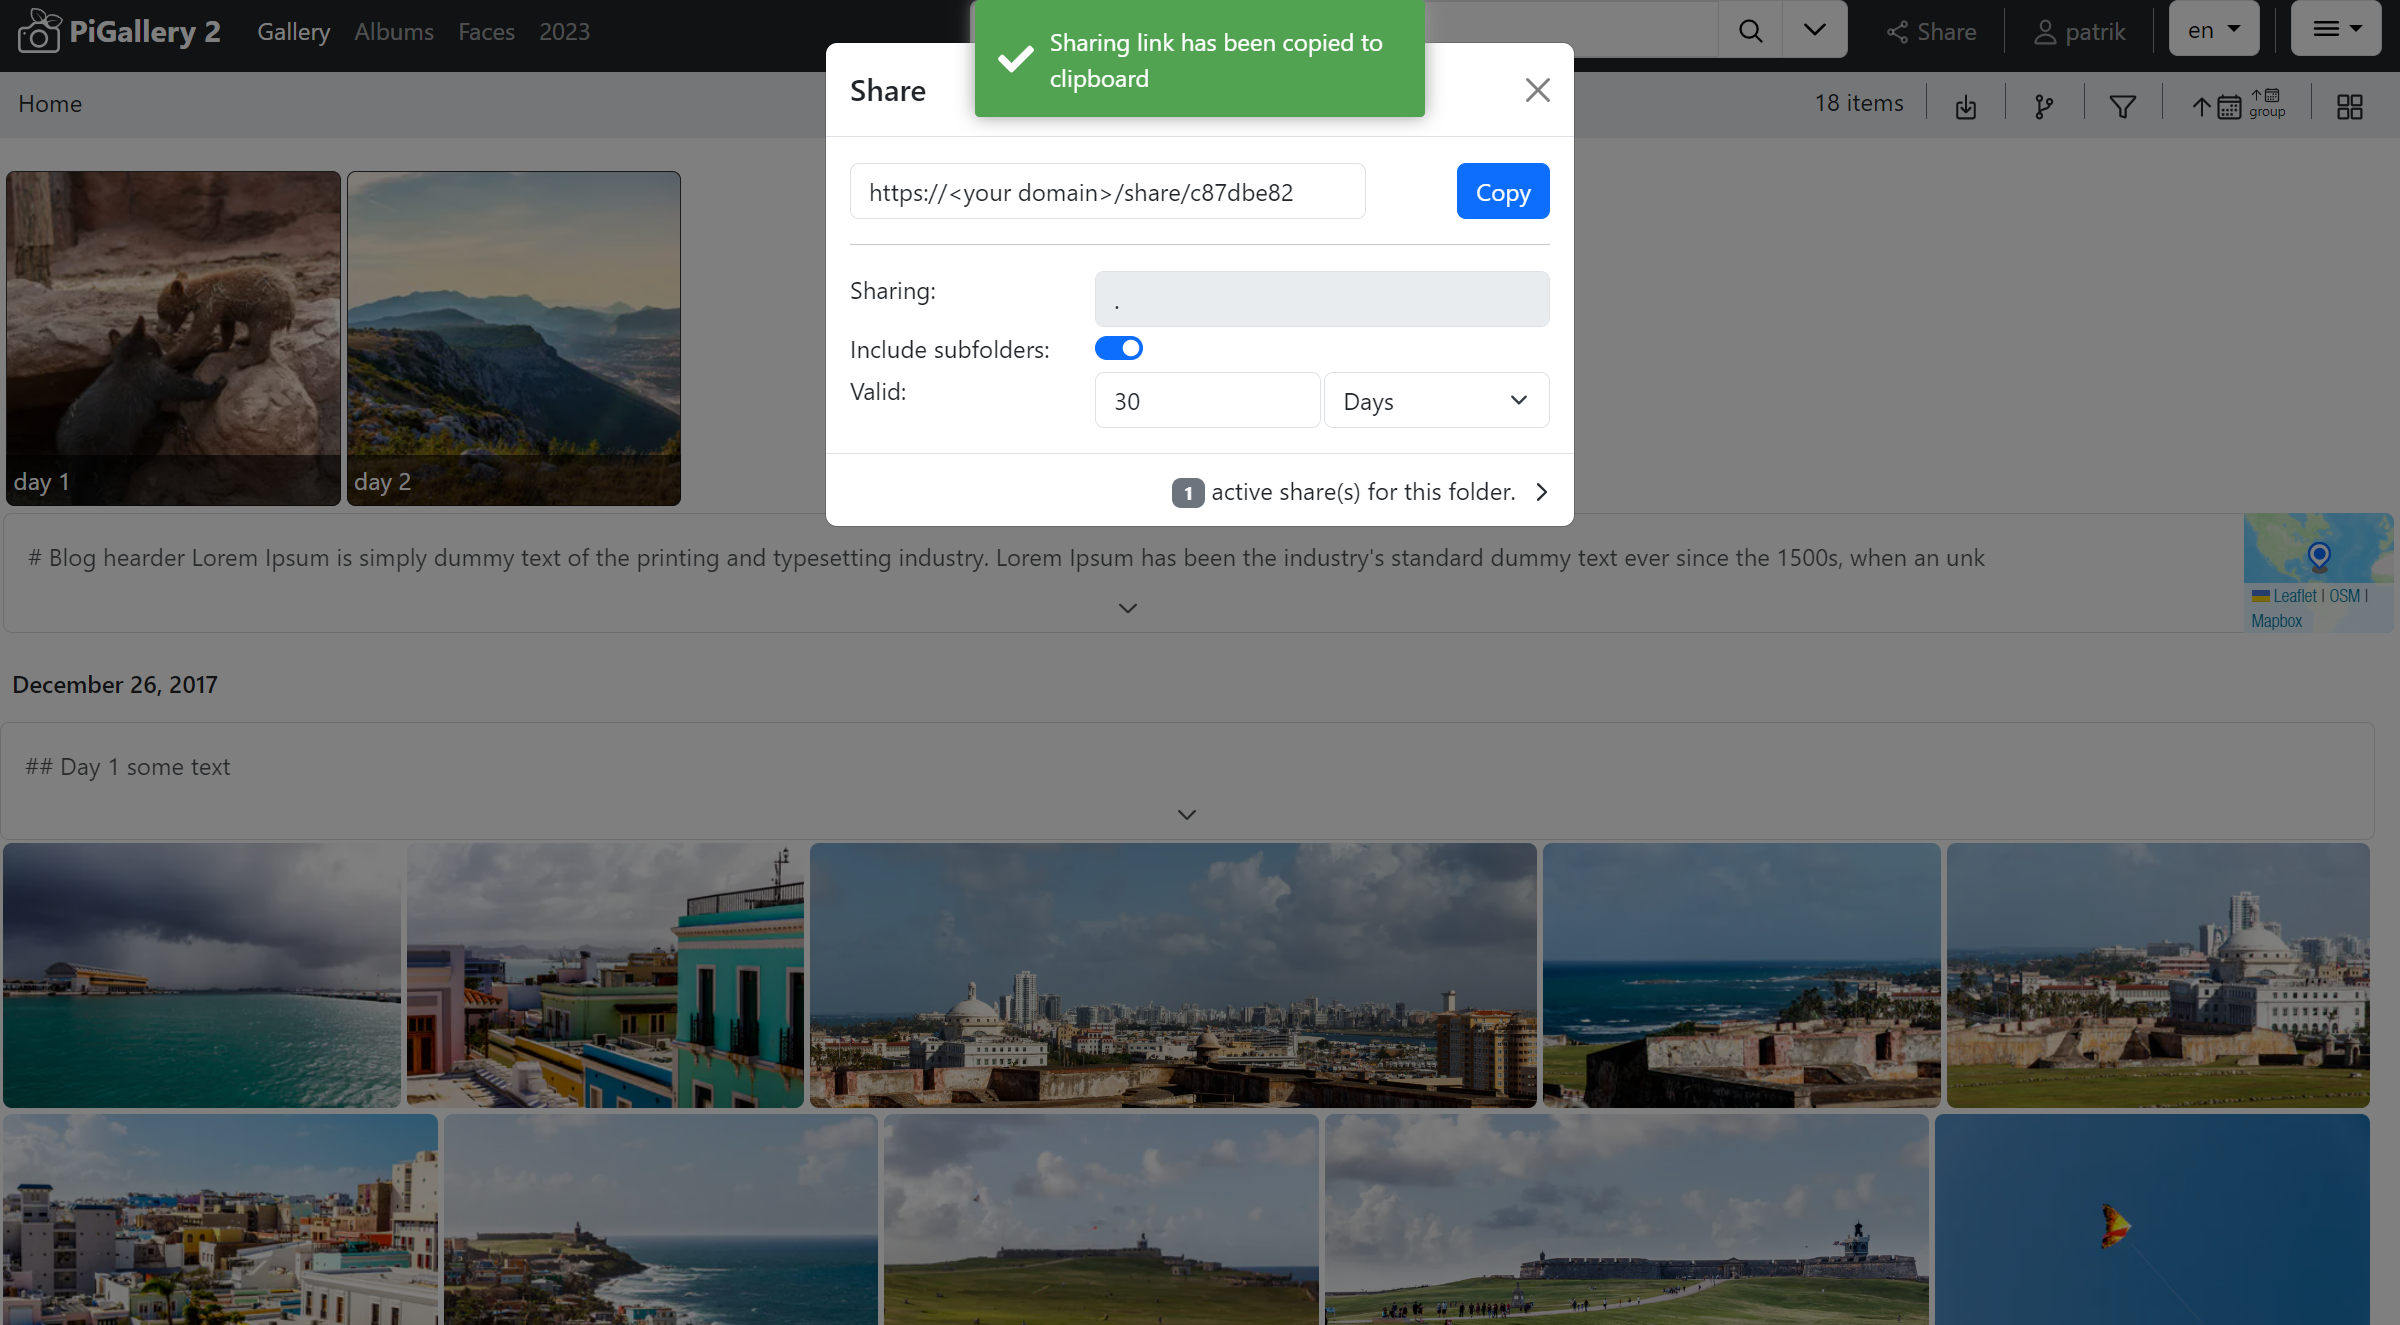 PiGallery 2 Gallery Albums Faces 2023
Sharing link has been copied to
clipboard
Share patrik en
Home
18 items
group
Share
https://<your domain>/share/c87dbe82
Copy
Sharing: .
Include subfolders:
Valid: 30 Days
1 active share(s) for this folder.
day 1
day 2
# Blog hearder Lorem Ipsum is simply dummy text of the printing and typesetting industry. Lorem Ipsum has been the industry's standard dummy text ever since the 1500s, when an unk
Leaflet | OSM |
Mapbox
December 26, 2017
## Day 1 some text